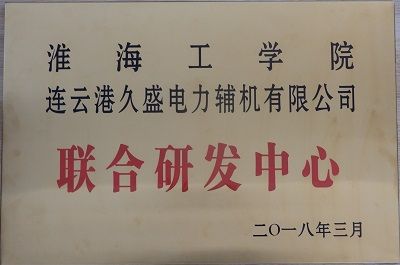 淮海工学院
连云港久盛电力辅机有限公司
联合研发中心
二〇一八年三月